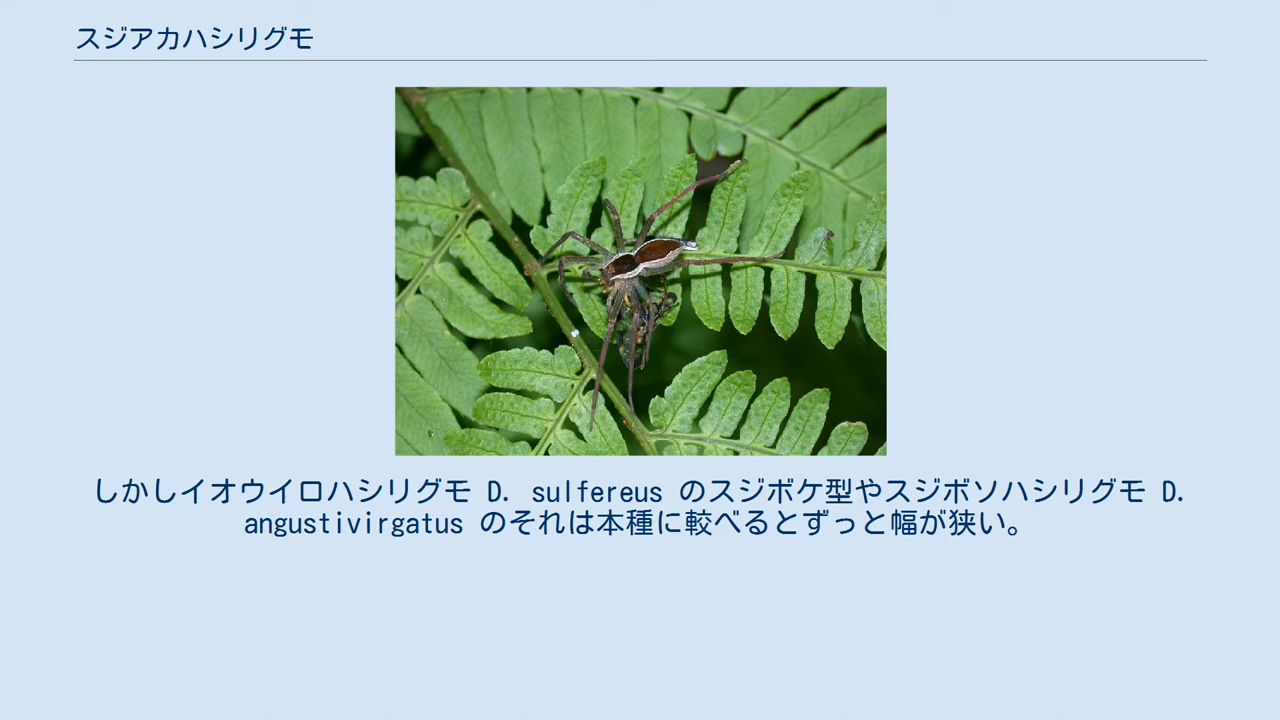 スジアカハシリグモ
しかしイオウイロハシリグモ D. sulfereus のスジボケ型やスジボソハシリグモ D.
angustivirgatus のそれは本種に較べるとずっと幅が狭い。